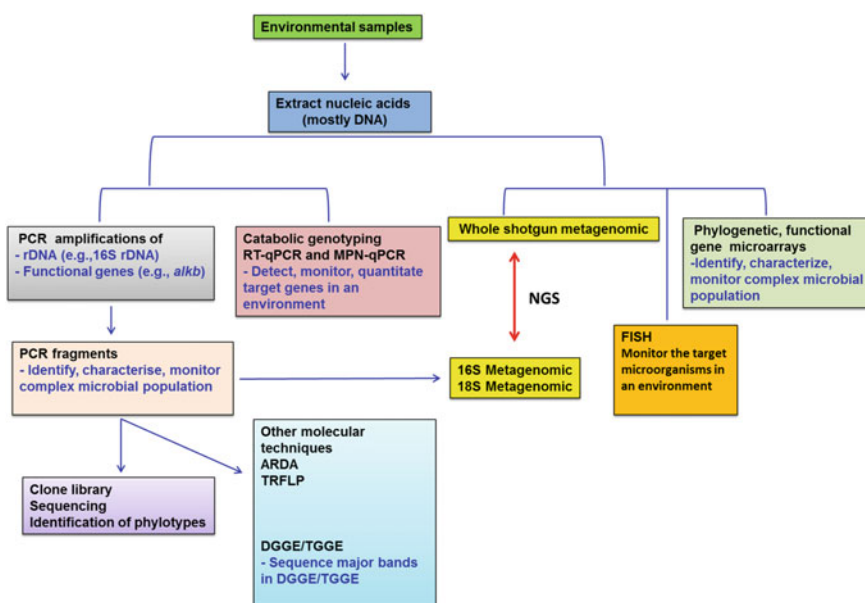 Environmental samples
Extract nucleic acids
(mostly DNA)
PCR amplifications of
- rDNA (e.g.,16S rDNA)
- Functional genes (e.g., alkb)
Catabolic genotyping
RT-qPCR and MPN-qPCR
- Detect, monitor, quantitate
target genes in an
environment
Whole shotgun metagenomic
Phylogenetic, functional
gene microarrays
-Identify, characterize,
monitor complex microbial
population
NGS
PCR fragments
- Identify, characterise, monitor
complex microbial population
16S Metagenomic
18S Metagenomic
FISH
Monitor the target
microorganisms in
an environment
Clone library
Sequencing
Identification of phylotypes
Other molecular
techniques
ARDA
TRFLP
DGGE/TGGE
- Sequence major bands
in DGGE/TGGE